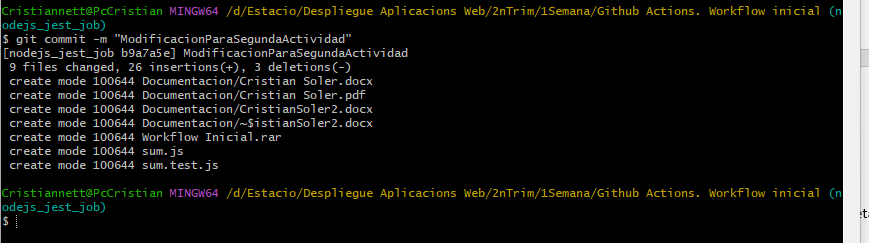 Cristiannett@PcCristian MINGW64 /d/Estacio/Despliegue Aplicacions Web/2nTrim/1Semana/Github Actions. Workflow inicial (n
odejs_jest_job)
$ git commit -m "ModificacionParaSegundaActividad"
[nodejs_jest_job b9a7a5e] ModificacionParaSegundaActividad
 9 files changed, 26 insertions(+), 3 deletions(-)
 create mode 100644 Documentacion/Cristian Soler.docx
 create mode 100644 Documentacion/Cristian Soler.pdf
 create mode 100644 Documentacion/CristianSoler2.docx
 create mode 100644 Documentacion/~$istianSoler2.docx
 create mode 100644 Workflow Inicial.rar
 create mode 100644 sum.js
 create mode 100644 sum.test.js
Cristiannett@PcCristian MINGW64 /d/Estacio/Despliegue Aplicacions Web/2nTrim/1Semana/Github Actions. Workflow inicial (n
odejs_jest_job)
$